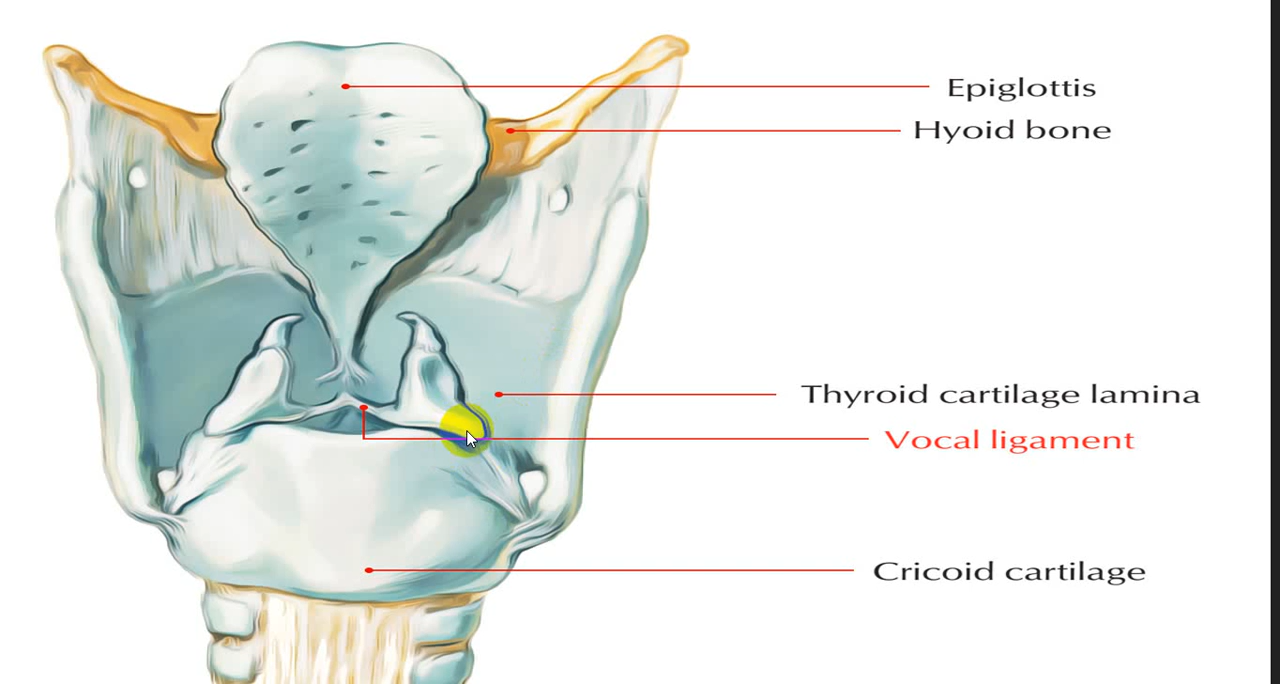 Epiglottis
Hyoid bone
Thyroid cartilage lamina
Vocal ligament
Cricoid cartilage